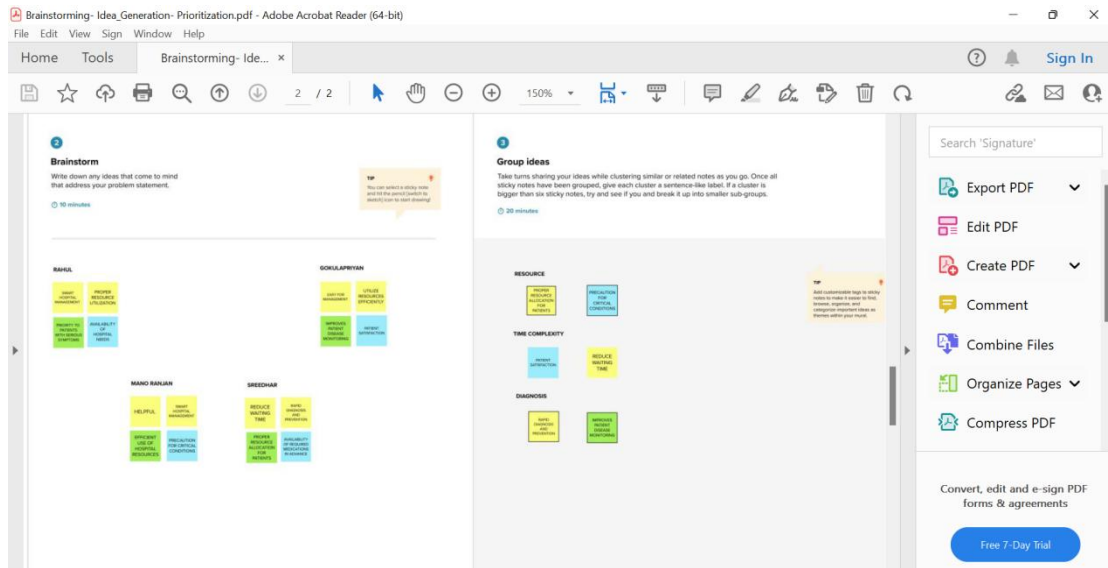 Brainstorming- Idea_Generation- Prioritization.pdf - Adobe Acrobat Reader (64-bit)
File Edit View Sign Window Help
Home Tools Brainstorming- Ide... ×
Sign In
2 / 2 150%
2
Brainstorm
Write down any ideas that come to mind
that address your problem statement.
10 minutes
TIP
You can select a sticky note
and hit the pencil [switch to
sketch] icon to start drawing!
RAHUL
SMART
HOSPITAL
MANAGEMENT
PROPER
RESOURCE
UTILISATION
PRIORITY TO
PATIENTS
WITH SERIOUS
SYMPTOMS
AVAILABILITY
OF
HOSPITAL
NEEDS
GOKULAPRIYAN
EASY FOR
MANAGEMENT
UTILIZE
RESOURCES
EFFICIENTLY
IMPROVES
PATIENT
DISEASE
MONITORING
PATIENT
SATISFACTION
MANO RANJAN
HELPFUL
SMART
HOSPITAL
MANAGEMENT
EFFICIENT
USE OF
HOSPITAL
RESOURCES
PRECAUTION
FOR CRITICAL
CONDITIONS
SREEDHAR
REDUCE
WAITING
TIME
RAPID
DIAGNOSIS
AND
PREVENTION
PROPER
RESOURCE
ALLOCATION
FOR
PATIENTS
AVAILABILITY
OF REQUIRED
MEDICATIONS
IN ADVANCE
3
Group ideas
Take turns sharing your ideas while clustering similar or related notes as you go. Once all
sticky notes have been grouped, give each cluster a sentence-like label. If a cluster is
bigger than six sticky notes, try and see if you and break it up into smaller sub-groups.
20 minutes
RESOURCE
PROPER
RESOURCE
ALLOCATION
FOR
PATIENTS
PRECAUTION
FOR
CRITICAL
CONDITIONS
TIP
Add customizable tags to sticky
notes to make it easier to find,
browse, organize, and
categorize important ideas as
themes within your mural.
TIME COMPLEXITY
PATIENT
SATISFACTION
REDUCE
WAITING
TIME
DIAGNOSIS
RAPID
DIAGNOSIS
AND
PREVENTION
IMPROVES
PATIENT
DISEASE
MONITORING
Search 'Signature'
Export PDF
Edit PDF
Create PDF
Comment
Combine Files
Organize Pages
Compress PDF
Convert, edit and e-sign PDF
forms & agreements
Free 7-Day Trial